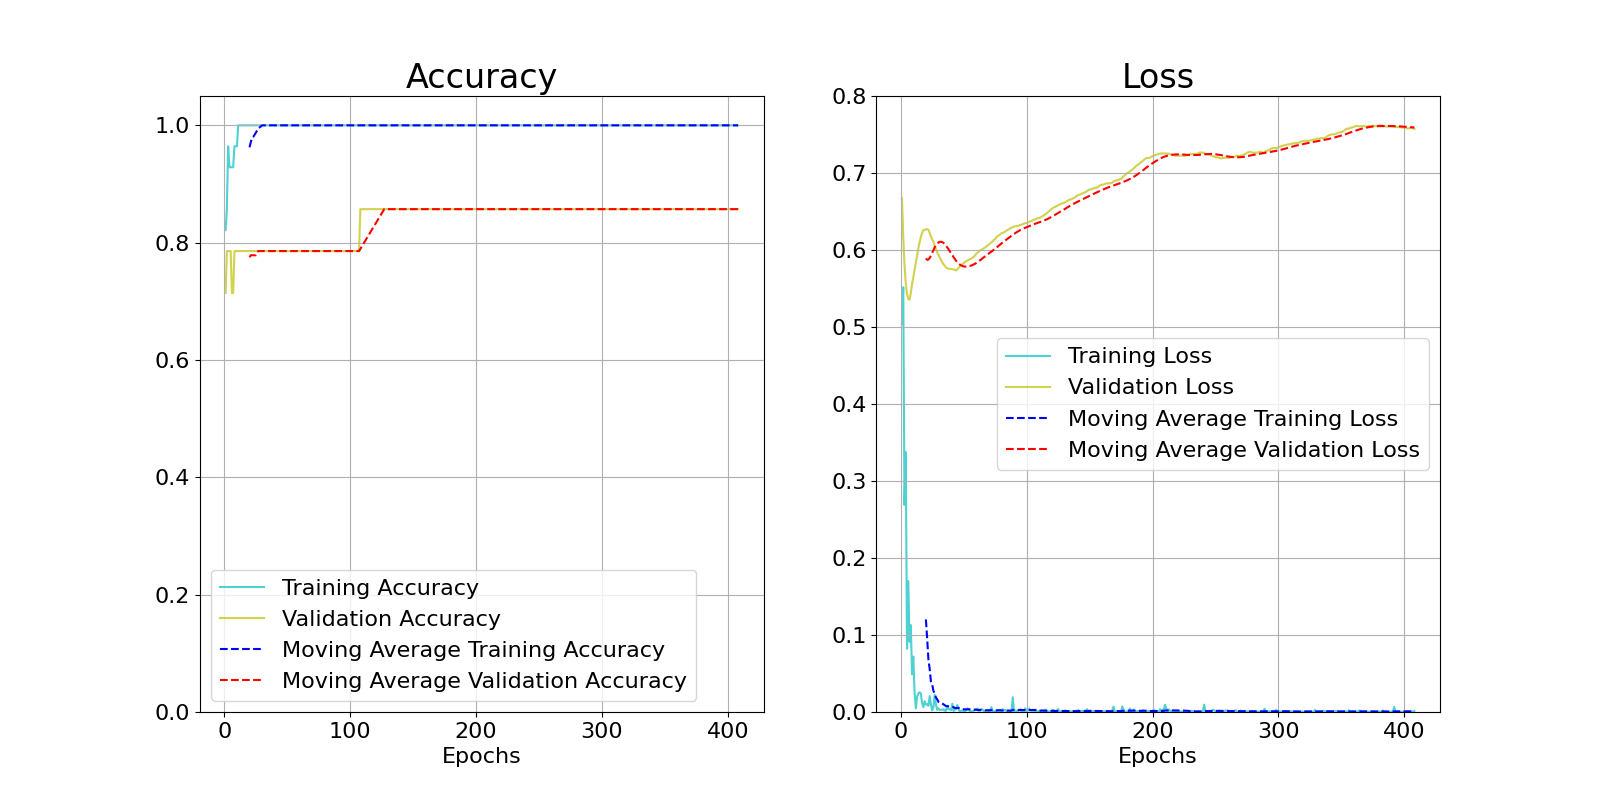 Accuracy
1.0
0.8
0.6
0.4
0.2
0.0
Training Accuracy
Validation Accuracy
Moving Average Training Accuracy
Moving Average Validation Accuracy
0 100 200 300 400
Epochs
Loss
0.8
0.7
0.6
0.5
0.4
0.3
0.2
0.1
0.0
Training Loss
Validation Loss
Moving Average Training Loss
Moving Average Validation Loss
0 100 200 300 400
Epochs